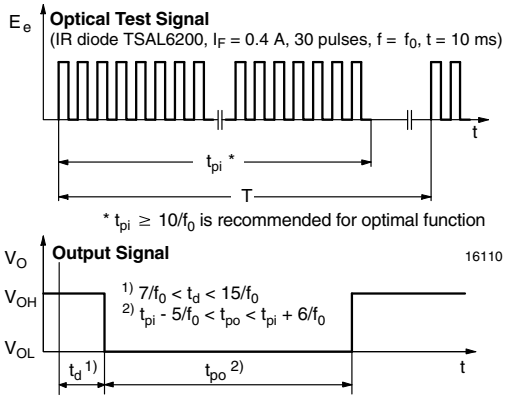 E_e
Optical Test Signal
(IR diode TSAL6200, I_F = 0.4 A, 30 pulses, f = f_0, t = 10 ms)
t
t_pi *
T
* t_pi ≥ 10/f_0 is recommended for optimal function
V_O
Output Signal
16110
V_OH
1) 7/f_0 < t_d < 15/f_0
2) t_pi - 5/f_0 < t_po < t_pi + 6/f_0
V_OL
t_d 1)
t_po 2)
t